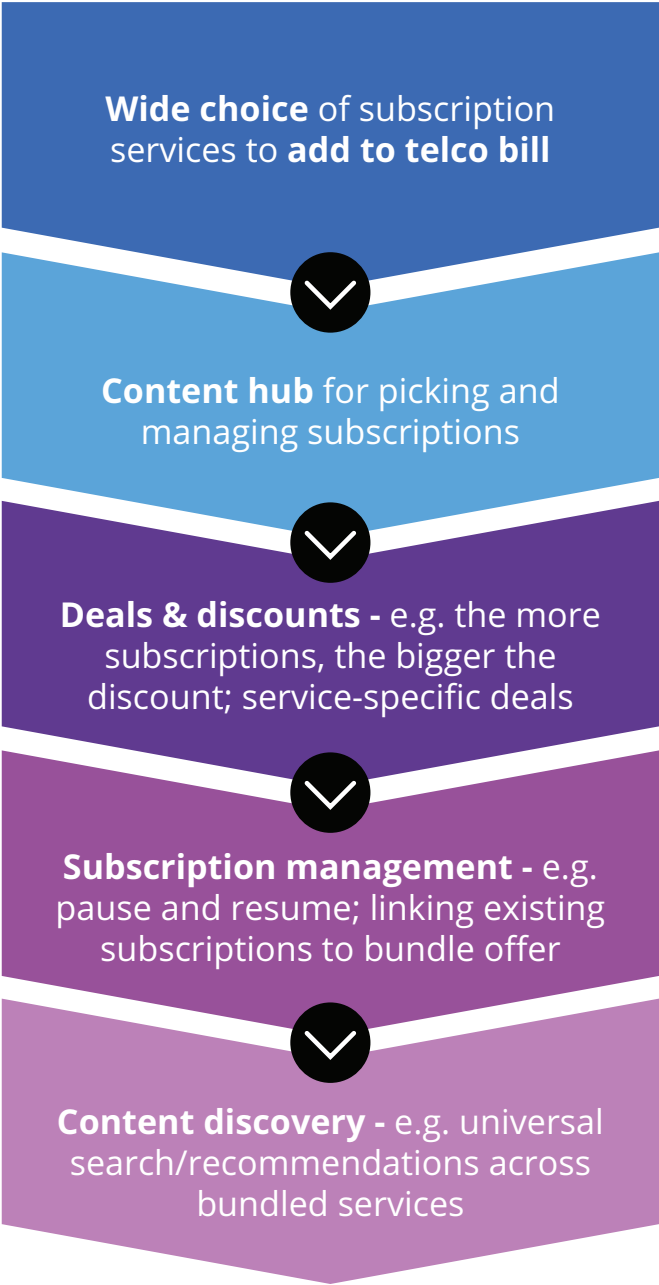 Wide choice of subscription
services to add to telco bill
Content hub for picking and
managing subscriptions
Deals & discounts - e.g. the more
subscriptions, the bigger the
discount; service-specific deals
Subscription management - e.g.
pause and resume; linking existing
subscriptions to bundle offer
Content discovery - e.g. universal
search/recommendations across
bundled services